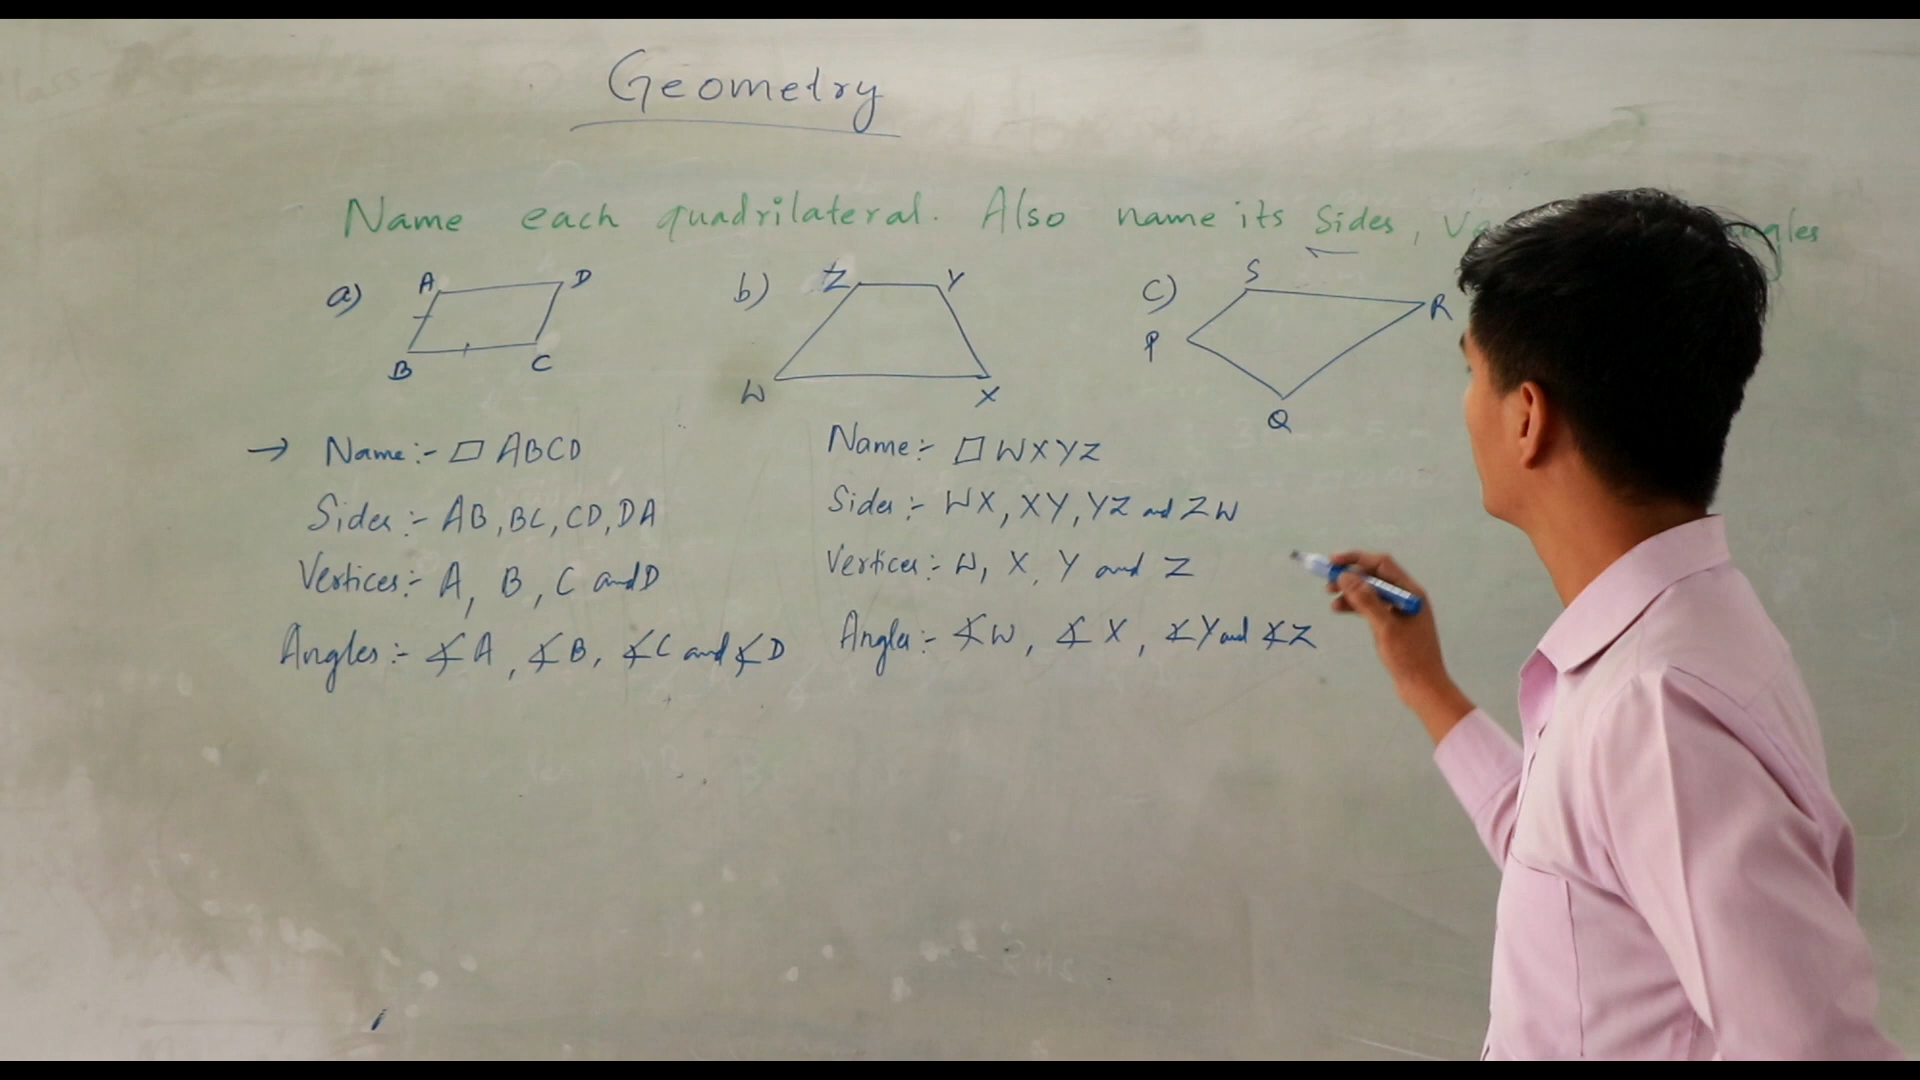 Geometry
Name each quadrilateral. Also name its Sides,
a) A D B C
b) Z Y W X
c) S R P Q
→ Name:- ▱ ABCD
Sides:- AB, BC, CD, DA
Vertices:- A, B, C and D
Angles:- ∡A, ∡B, ∡C and ∡D
Name:- ▱ WXYZ
Sides:- WX, XY, YZ and ZW
Vertices:- W, X, Y and Z
Angles:- ∡W, ∡X, ∡Y and ∡Z